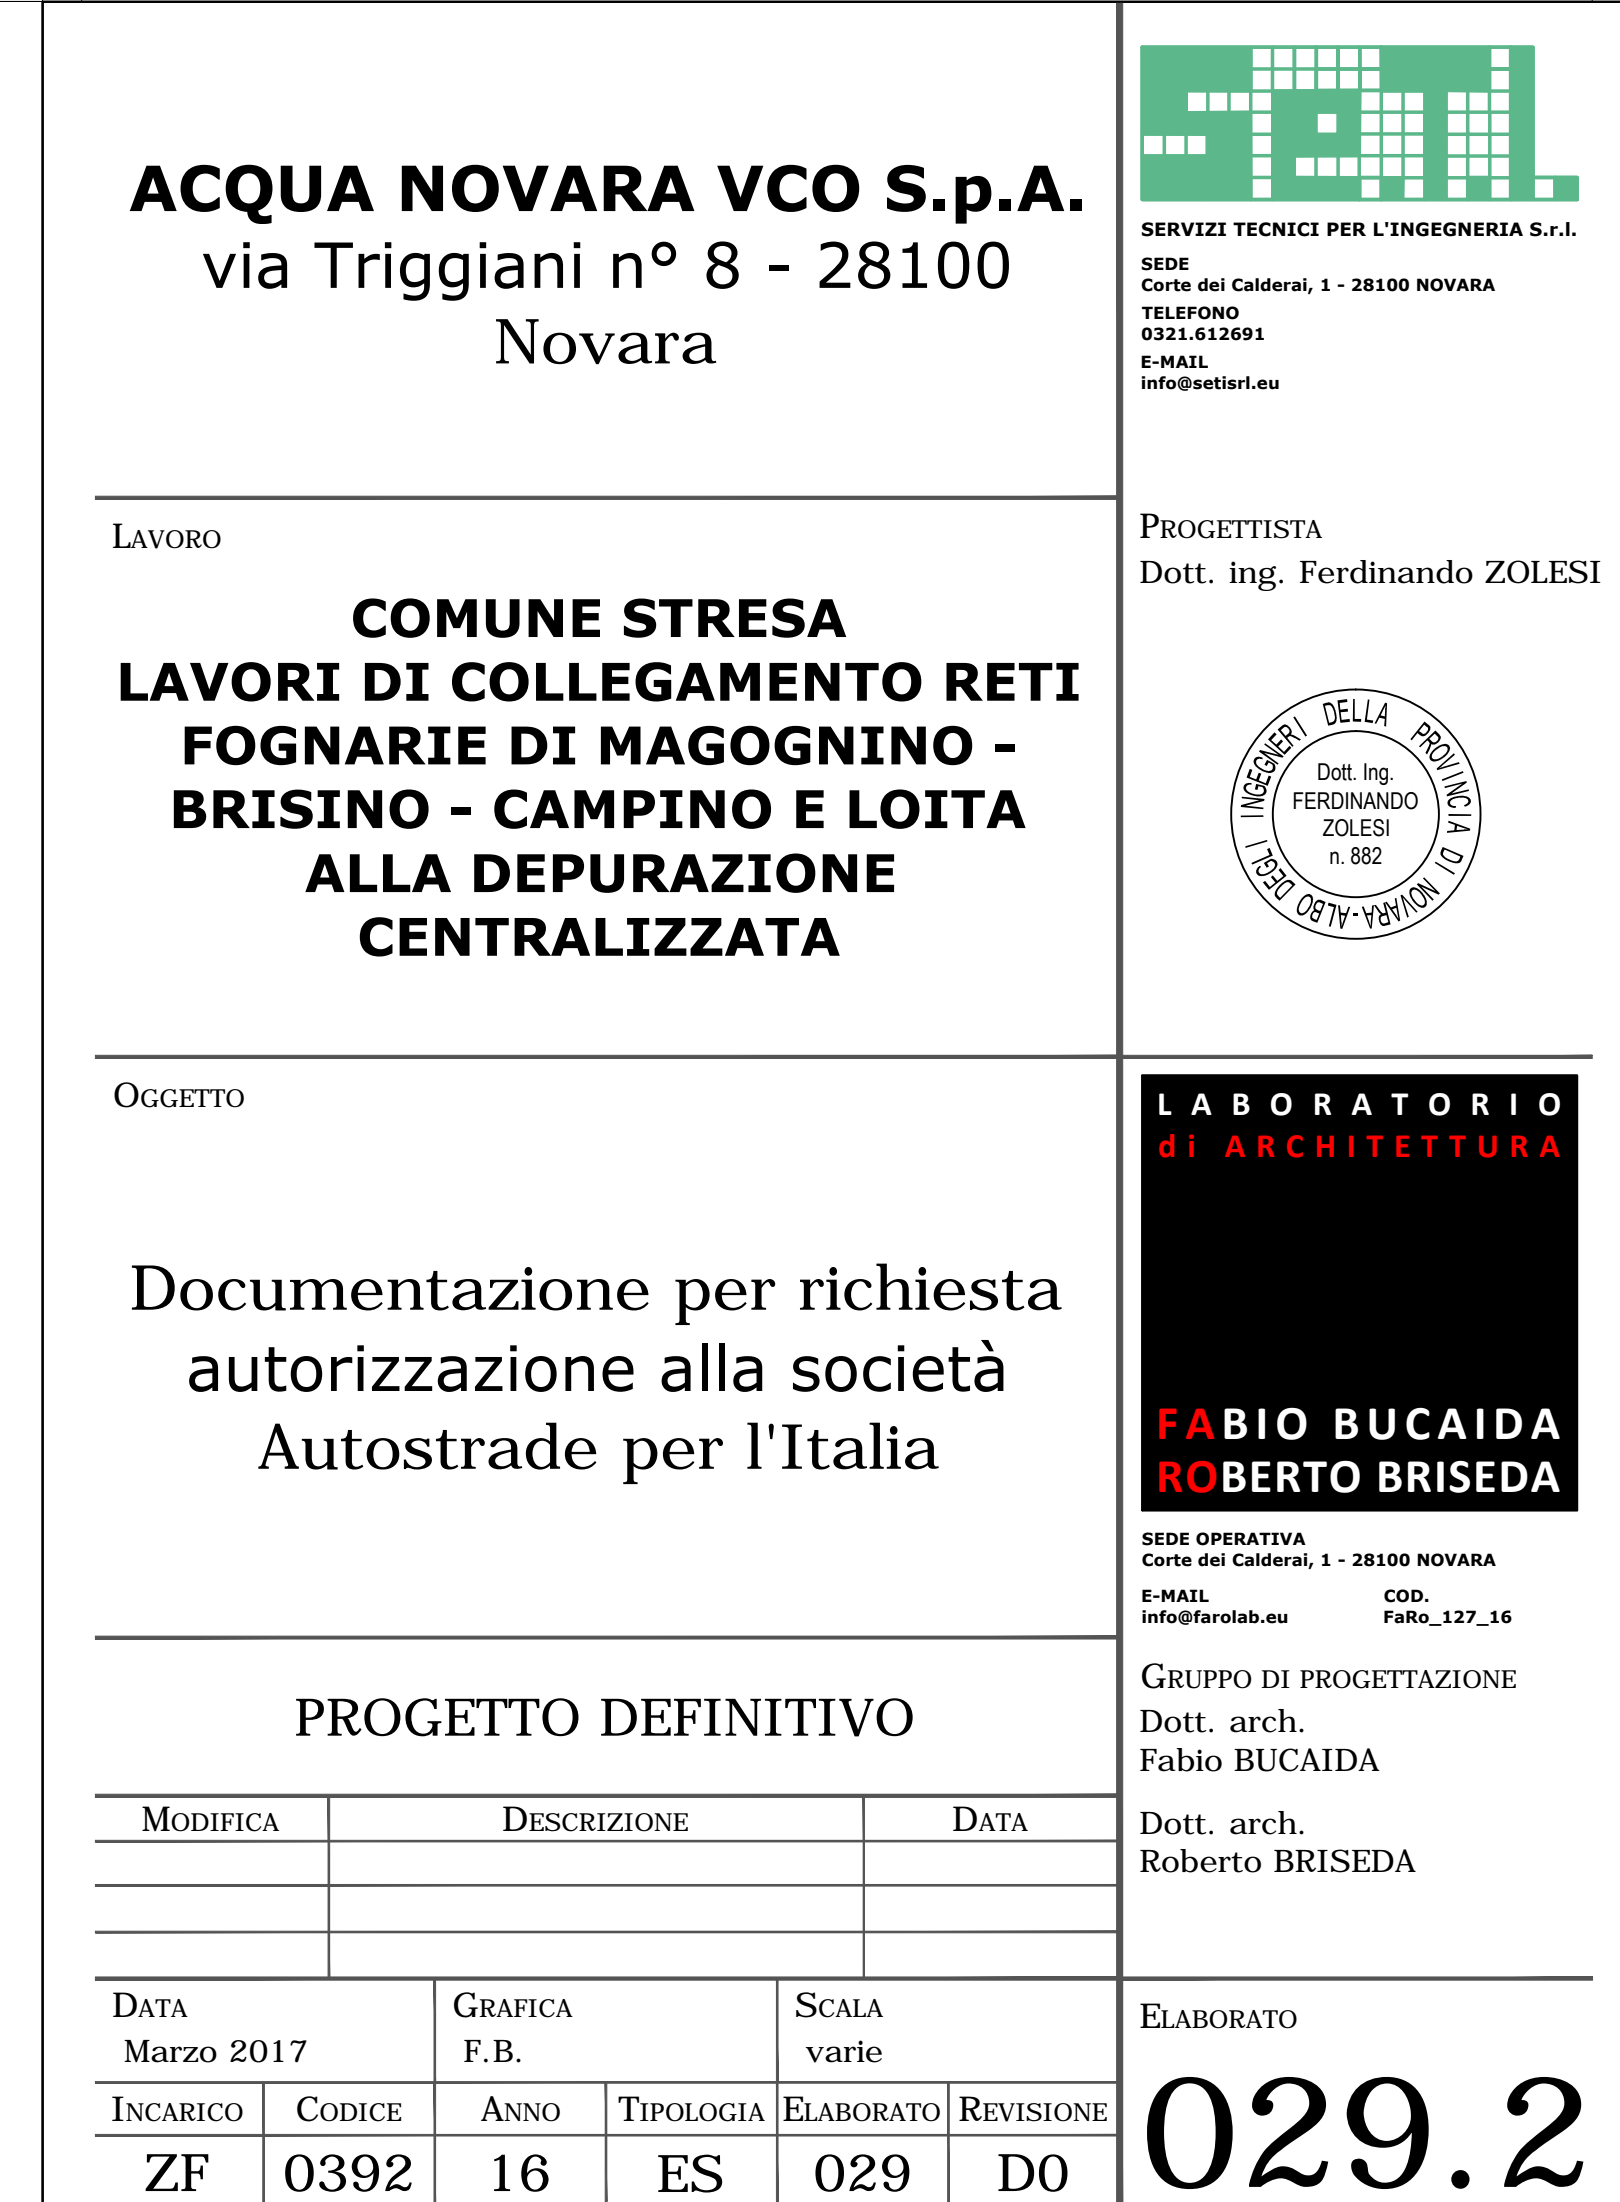 ACQUA NOVARA VCO S.p.A.
via Triggiani n° 8 - 28100
Novara
LAVORO
COMUNE STRESA
LAVORI DI COLLEGAMENTO RETI
FOGNARIE DI MAGOGNINO -
BRISINO - CAMPINO E LOITA
ALLA DEPURAZIONE
CENTRALIZZATA
OGGETTO
Documentazione per richiesta
autorizzazione alla società
Autostrade per l'Italia
PROGETTO DEFINITIVO
MODIFICA DESCRIZIONE DATA
DATA GRAFICA SCALA
Marzo 2017 F.B. varie
INCARICO CODICE ANNO TIPOLOGIA ELABORATO REVISIONE
ZF 0392 16 ES 029 D0
seti
SERVIZI TECNICI PER L'INGEGNERIA S.r.l.
SEDE
Corte dei Calderai, 1 - 28100 NOVARA
TELEFONO
0321.612691
E-MAIL
info@setisrl.eu
PROGETTISTA
Dott. ing. Ferdinando ZOLESI
ALBO DEGLI INGEGNERI DELLA PROVINCIA DI NOVARA-
Dott. Ing.
FERDINANDO
ZOLESI
n. 882
LABORATORIO
di ARCHITETTURA
FABIO BUCAIDA
ROBERTO BRISEDA
SEDE OPERATIVA
Corte dei Calderai, 1 - 28100 NOVARA
E-MAIL COD.
info@farolab.eu FaRo_127_16
GRUPPO DI PROGETTAZIONE
Dott. arch.
Fabio BUCAIDA
Dott. arch.
Roberto BRISEDA
ELABORATO
029.2